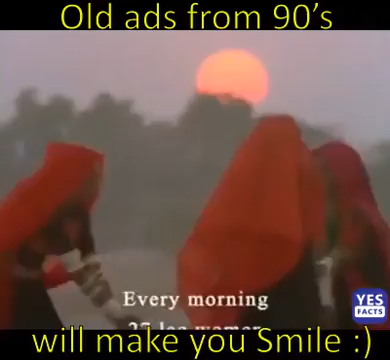 Old ads from 90’s
Every morning
YES
FACTS
will make you Smile :)